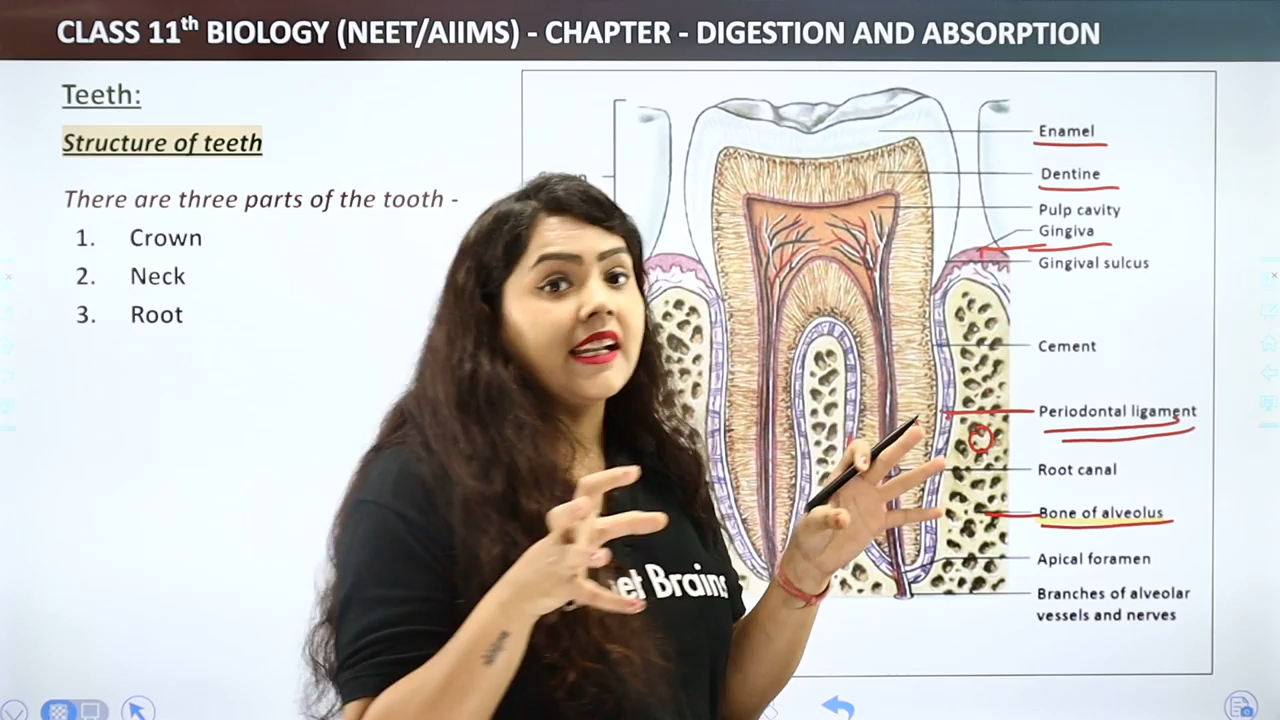 CLASS 11th BIOLOGY (NEET/AIIMS) - CHAPTER - DIGESTION AND ABSORPTION
Teeth:
Structure of teeth
There are three parts of the tooth -
1. Crown
2. Neck
3. Root
Enamel
Dentine
Pulp cavity
Gingiva
Gingival sulcus
Cement
Periodontal ligament
Root canal
Bone of alveolus
Apical foramen
Branches of alveolar
vessels and nerves
Brains